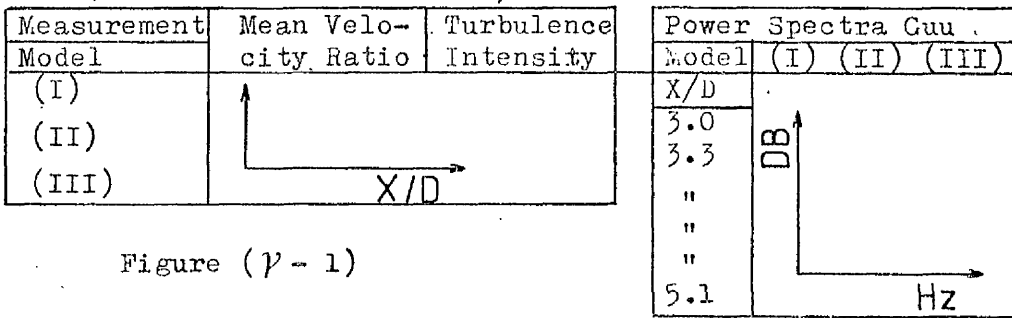 Measurement Mean Velo- Turbulence
Model city Ratio Intensity
(I)
(II)
(III)
X/D
Figure (γ - 1)
Power Spectra Guu
Model (I) (II) (III)
X/D
3.0
3.3
"
"
"
5.1
DB
Hz